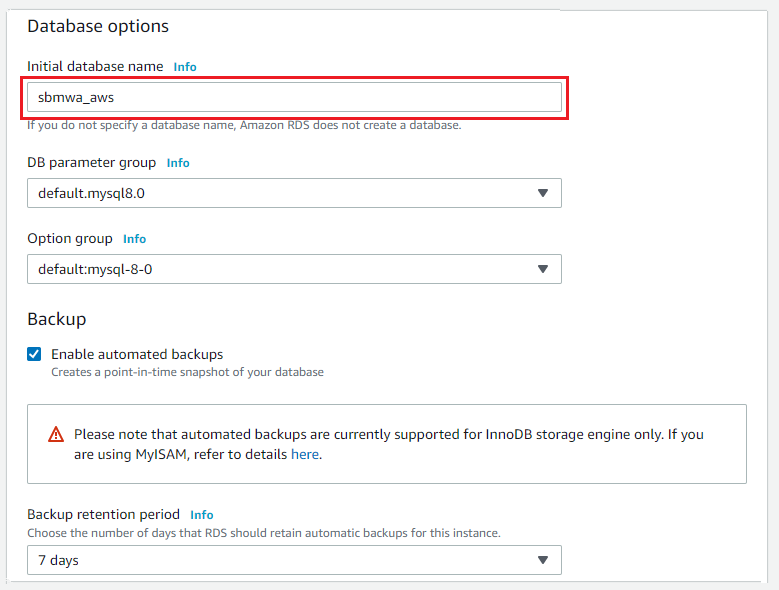 Database options
Initial database name Info
sbmwa_aws
If you do not specify a database name, Amazon RDS does not create a database.
DB parameter group Info
default.mysql8.0
Option group Info
default:mysql-8-0
Backup
Enable automated backups
Creates a point-in-time snapshot of your database
Please note that automated backups are currently supported for InnoDB storage engine only. If you
are using MyISAM, refer to details here.
Backup retention period Info
Choose the number of days that RDS should retain automatic backups for this instance.
7 days